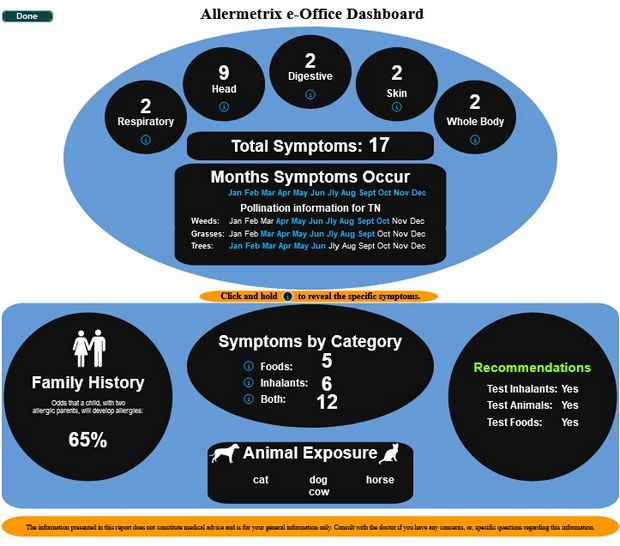 Done
Allermetrix e-Office Dashboard
2
Respiratory
9
Head
2
Digestive
2
Skin
2
Whole Body
Total Symptoms: 17
Months Symptoms Occur
Jan Feb Mar Apr May Jun Jly Aug Sept Oct Nov Dec
Pollination information for TN
Weeds: Jan Feb Mar Apr May Jun Jly Aug Sept Oct Nov Dec
Grasses: Jan Feb Mar Apr May Jun Jly Aug Sept Oct Nov Dec
Trees: Jan Feb Mar Apr May Jun Jly Aug Sept Oct Nov Dec
Click and hold i to reveal the specific symptoms.
Family History
Odds that a child, with two
allergic parents, will develop allergies:
65%
Symptoms by Category
Foods: 5
Inhalants: 6
Both: 12
Animal Exposure
cat dog horse
cow
Recommendations
Test Inhalants: Yes
Test Animals: Yes
Test Foods: Yes
The information presented in this report does not constitute medical advice and is for your general information only. Consult with the doctor if you have any concerns, or, specific questions regarding this information.